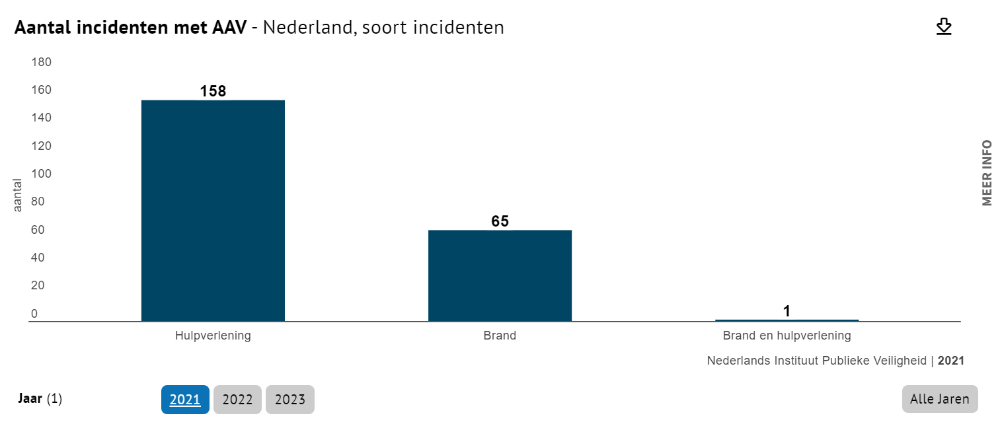 Aantal incidenten met AAV - Nederland, soort incidenten
180
160
140
120
100
80
60
40
20
0
aantal
158
65
1
Hulpverlening
Brand
Brand en hulpverlening
Nederlands Instituut Publieke Veiligheid | 2021
MEER INFO
Jaar (1)
2021
2022
2023
Alle Jaren